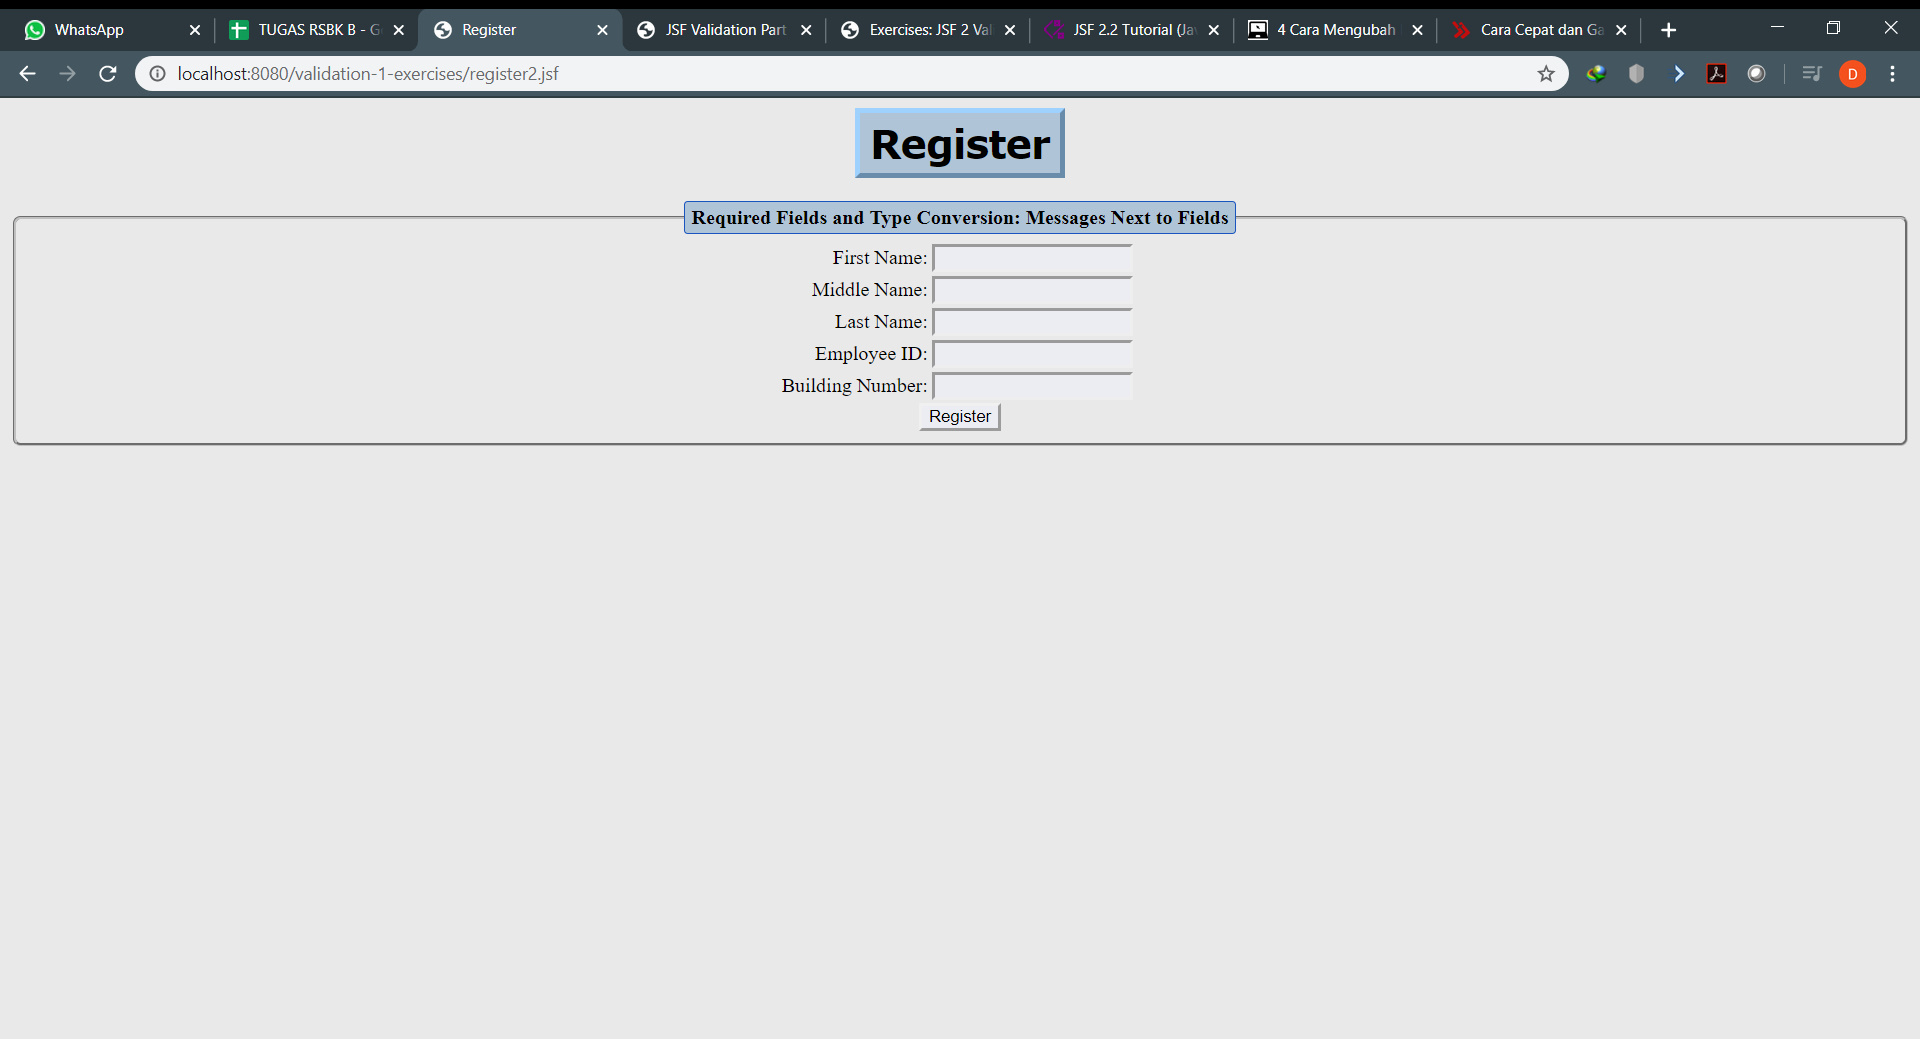 WhatsApp
TUGAS RSBK B - G
Register
JSF Validation Part
Exercises: JSF 2 Val
JSF 2.2 Tutorial (Ja
4 Cara Mengubah
Cara Cepat dan Ga
localhost:8080/validation-1-exercises/register2.jsf
D
Register
Required Fields and Type Conversion: Messages Next to Fields
First Name:
Middle Name:
Last Name:
Employee ID:
Building Number:
Register